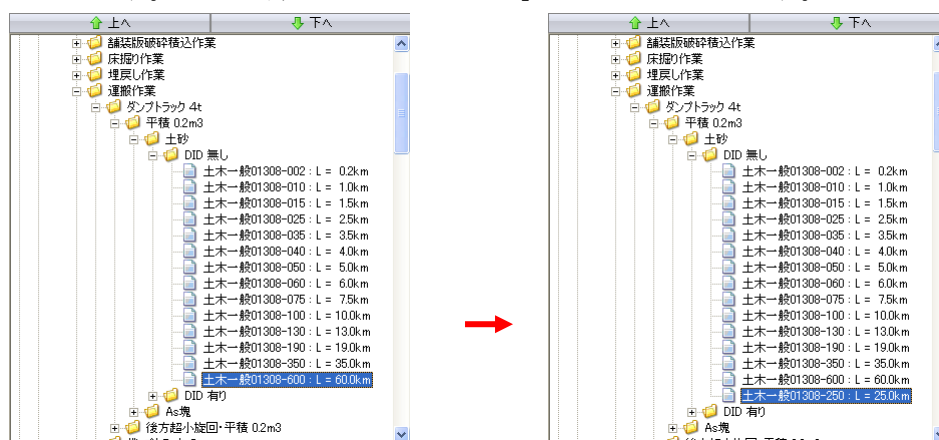 上へ 下へ
舗装版破砕積込作業
床掘り作業
埋戻し作業
運搬作業
ダンプトラック 4t
平積 0.2m3
土砂
DID 無し
土木一般01308-002 : L = 0.2km
土木一般01308-010 : L = 1.0km
土木一般01308-015 : L = 1.5km
土木一般01308-025 : L = 2.5km
土木一般01308-035 : L = 3.5km
土木一般01308-040 : L = 4.0km
土木一般01308-050 : L = 5.0km
土木一般01308-060 : L = 6.0km
土木一般01308-075 : L = 7.5km
土木一般01308-100 : L = 10.0km
土木一般01308-130 : L = 13.0km
土木一般01308-190 : L = 19.0km
土木一般01308-350 : L = 35.0km
土木一般01308-600 : L = 60.0km
DID 有り
As塊
後方超小旋回・平積 0.2m3
上へ 下へ
舗装版破砕積込作業
床掘り作業
埋戻し作業
運搬作業
ダンプトラック 4t
平積 0.2m3
土砂
DID 無し
土木一般01308-002 : L = 0.2km
土木一般01308-010 : L = 1.0km
土木一般01308-015 : L = 1.5km
土木一般01308-025 : L = 2.5km
土木一般01308-035 : L = 3.5km
土木一般01308-040 : L = 4.0km
土木一般01308-050 : L = 5.0km
土木一般01308-060 : L = 6.0km
土木一般01308-075 : L = 7.5km
土木一般01308-100 : L = 10.0km
土木一般01308-130 : L = 13.0km
土木一般01308-190 : L = 19.0km
土木一般01308-350 : L = 35.0km
土木一般01308-600 : L = 60.0km
土木一般01308-250 : L = 25.0km
DID 有り
As塊